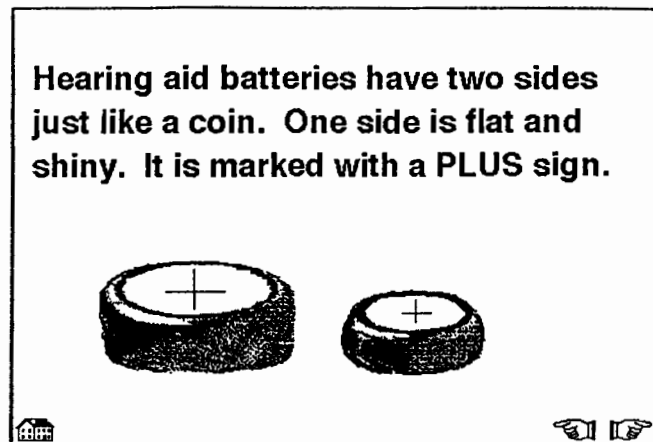 Hearing aid batteries have two sides
just like a coin.  One side is flat and
shiny.  It is marked with a PLUS sign.